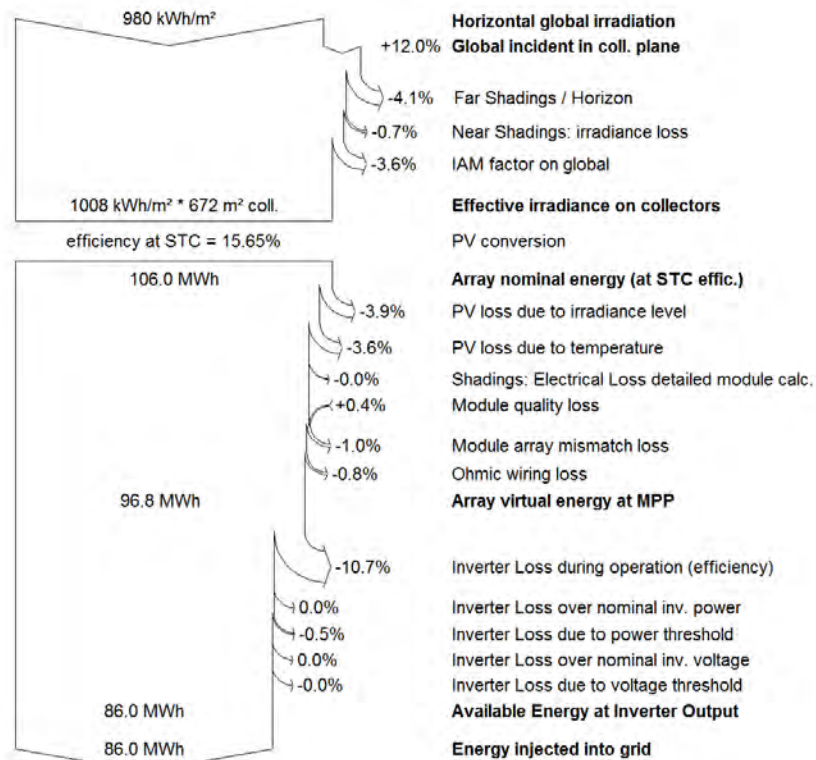 980 kWh/m² Horizontal global irradiation
+12.0% Global incident in coll. plane
-4.1% Far Shadings / Horizon
-0.7% Near Shadings: irradiance loss
-3.6% IAM factor on global
1008 kWh/m² * 672 m² coll. Effective irradiance on collectors
efficiency at STC = 15.65% PV conversion
106.0 MWh Array nominal energy (at STC effic.)
-3.9% PV loss due to irradiance level
-3.6% PV loss due to temperature
-0.0% Shadings: Electrical Loss detailed module calc.
+0.4% Module quality loss
-1.0% Module array mismatch loss
-0.8% Ohmic wiring loss
96.8 MWh Array virtual energy at MPP
-10.7% Inverter Loss during operation (efficiency)
0.0% Inverter Loss over nominal inv. power
-0.5% Inverter Loss due to power threshold
0.0% Inverter Loss over nominal inv. voltage
-0.0% Inverter Loss due to voltage threshold
86.0 MWh Available Energy at Inverter Output
86.0 MWh Energy injected into grid